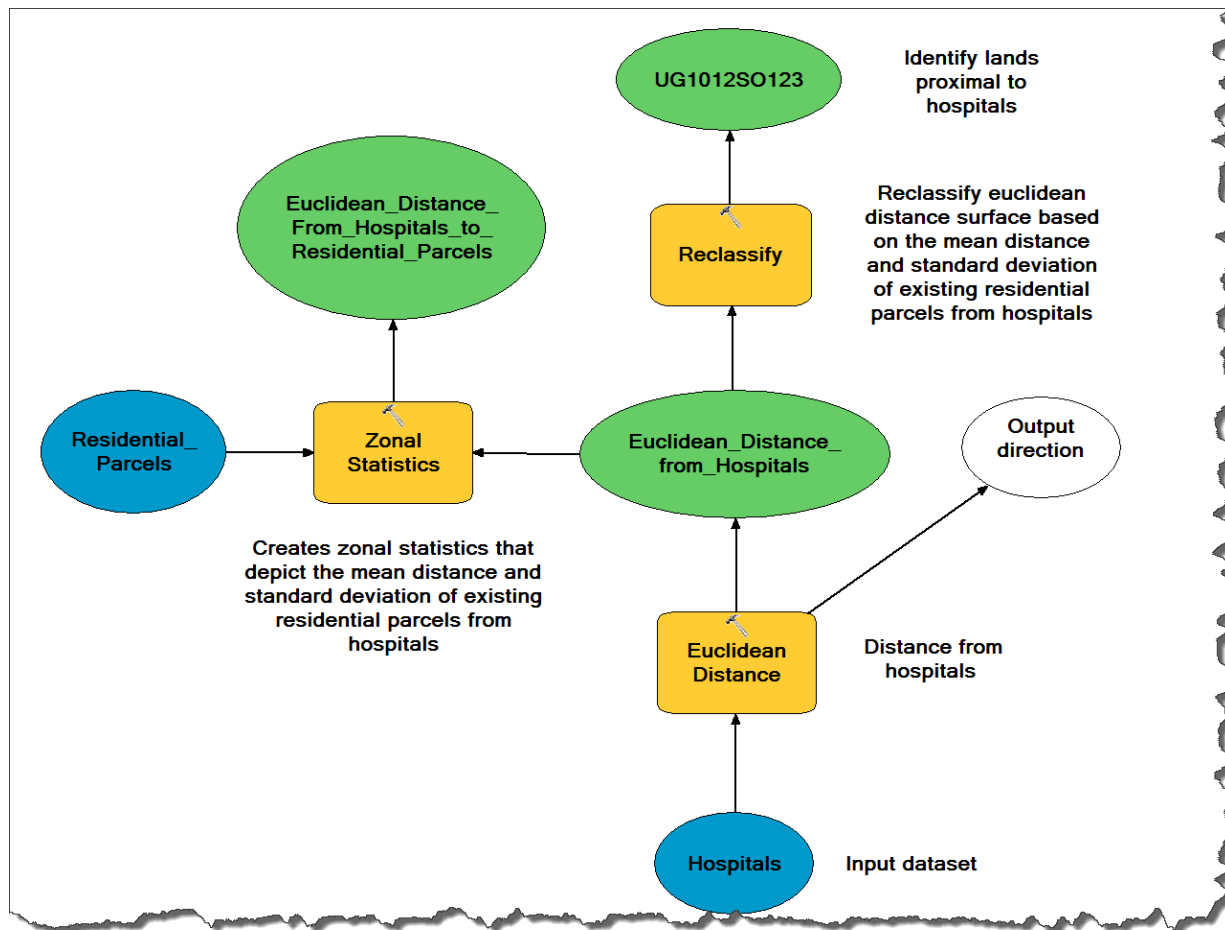 UG1012SO123
Identify lands
proximal to
hospitals
Euclidean_Distance_
From_Hospitals_to_
Residential_Parcels
Reclassify
Reclassify euclidean
distance surface based
on the mean distance
and standard deviation
of existing residential
parcels from hospitals
Residential_
Parcels
Zonal
Statistics
Euclidean_Distance_
from_Hospitals
Output
direction
Creates zonal statistics that
depict the mean distance and
standard deviation of existing
residential parcels from
hospitals
Euclidean
Distance
Distance from
hospitals
Hospitals
Input dataset